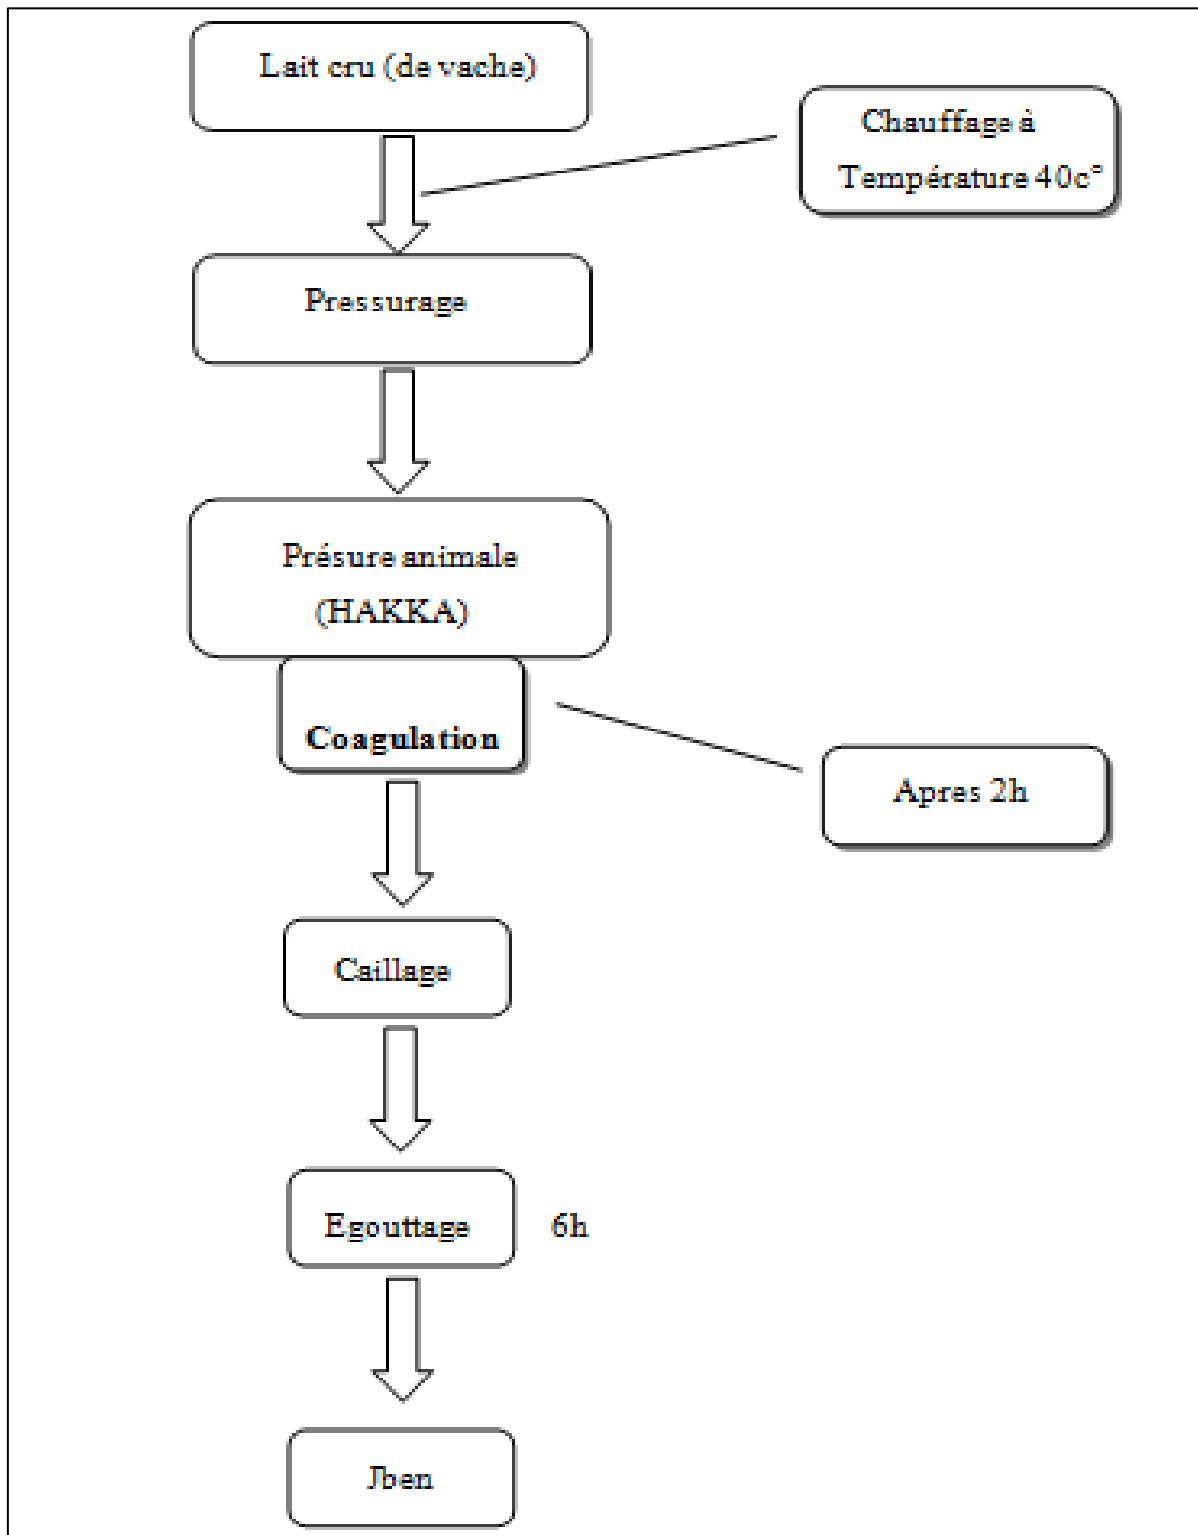 Lait cru (de vache)
Chauffage à
Température 40c°
Pressurage
Présure animale
(HAKKA)
Coagulation
Apres 2h
Caillage
Egouttage
6h
Jben